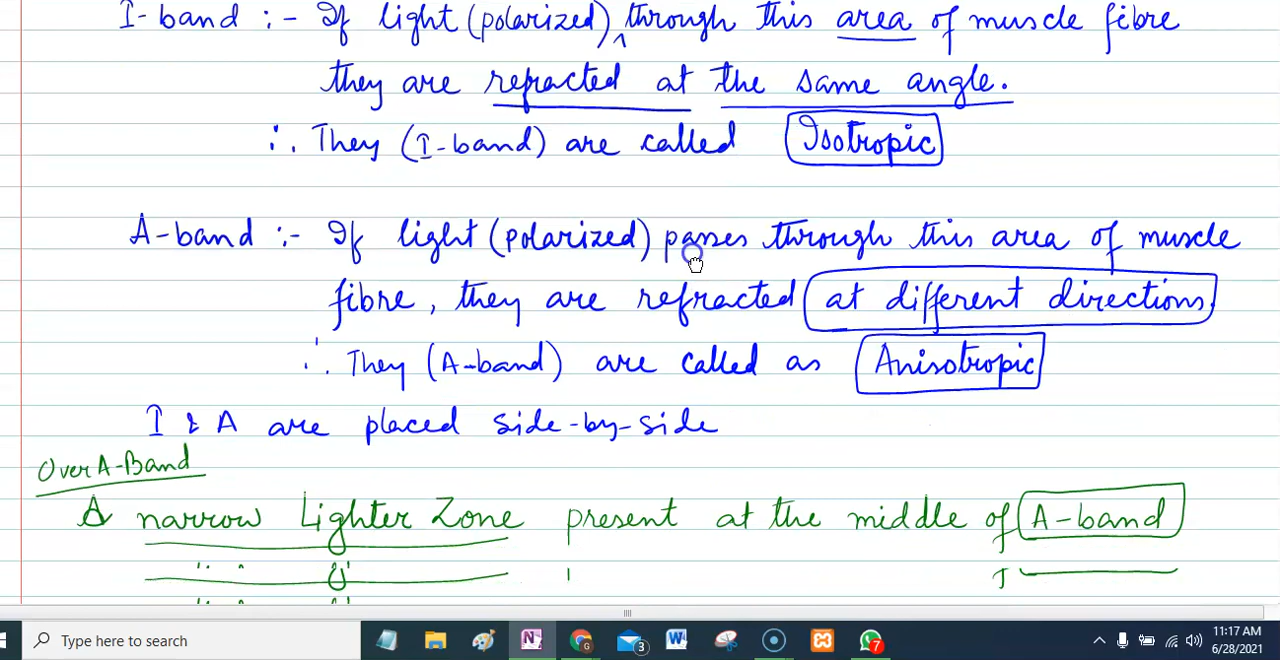 I-band :- If light (polarized) ^ through this area of muscle fibre
they are refracted at the same angle.
∴ They (I-band) are called Isotropic
A-band :- If light (polarized) passes through this area of muscle
fibre, they are refracted at different directions.
∴ They (A-band) are called as Anisotropic
I & A are placed side-by-side
Over A-Band
A narrow Lighter Zone present at the middle of A-band
Type here to search
3
7
11:17 AM
6/28/2021